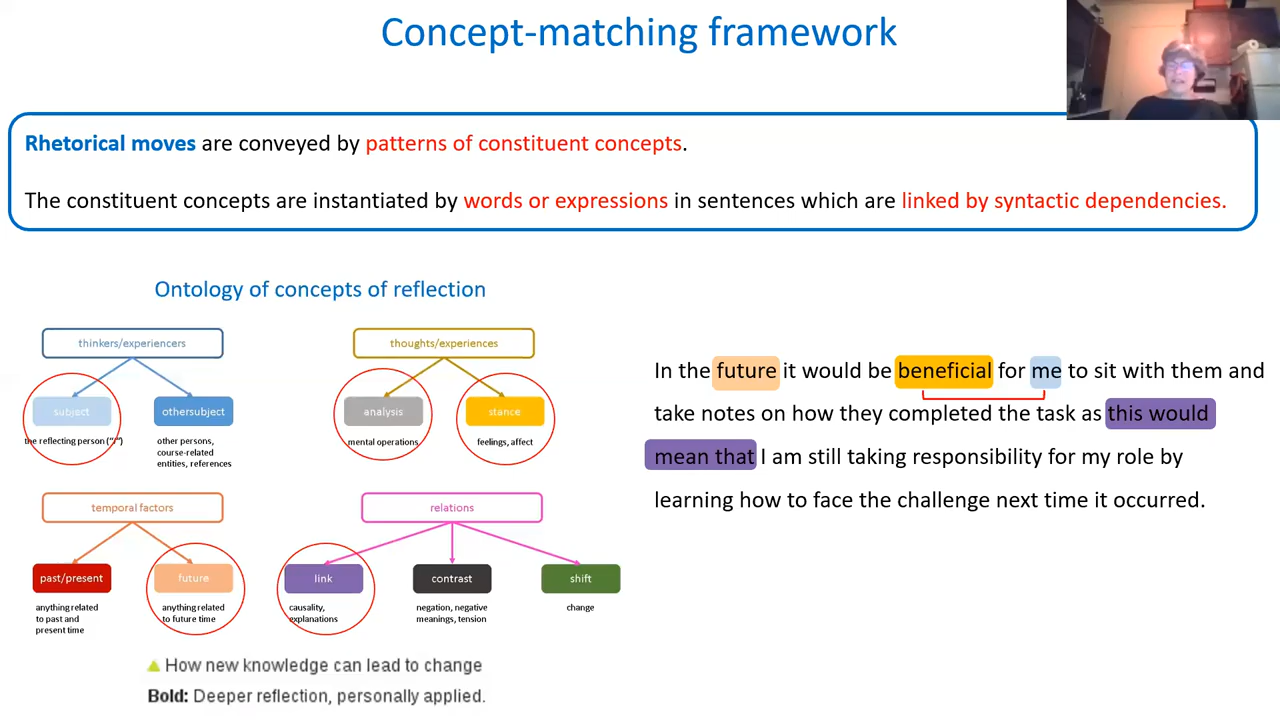 Concept-matching framework
Rhetorical moves are conveyed by patterns of constituent concepts.
The constituent concepts are instantiated by words or expressions in sentences which are linked by syntactic dependencies.
Ontology of concepts of reflection
thinkers/experiencers
thoughts/experiences
subject
othersubject
analysis
stance
the reflecting person ("I")
other persons,
course-related
entities, references
mental operations
feelings, affect
temporal factors
relations
past/present
future
link
contrast
shift
anything related
to past and
present time
anything related
to future time
causality,
explanations
negation, negative
meanings, tension
change
How new knowledge can lead to change
Bold: Deeper reflection, personally applied.
In the future it would be beneficial for me to sit with them and
take notes on how they completed the task as this would
mean that I am still taking responsibility for my role by
learning how to face the challenge next time it occurred.